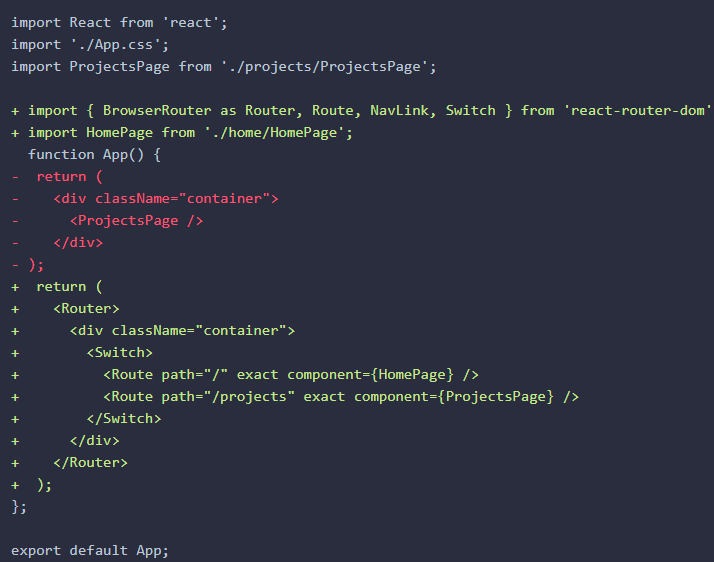 import React from 'react';
import './App.css';
import ProjectsPage from './projects/ProjectsPage';

+ import { BrowserRouter as Router, Route, NavLink, Switch } from 'react-router-dom'
+ import HomePage from './home/HomePage';
  function App() {
-  return (
-    <div className="container">
-      <ProjectsPage />
-    </div>
- );
+  return (
+    <Router>
+      <div className="container">
+        <Switch>
+          <Route path="/" exact component={HomePage} />
+          <Route path="/projects" exact component={ProjectsPage} />
+        </Switch>
+      </div>
+    </Router>
+  );
};

export default App;